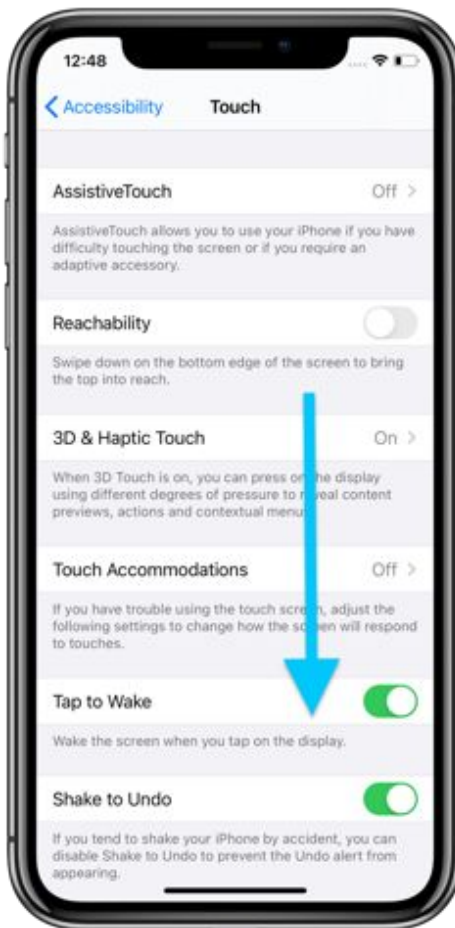 12:48
Accessibility Touch
AssistiveTouch Off
AssistiveTouch allows you to use your iPhone if you have
difficulty touching the screen or if you require an
adaptive accessory.
Reachability
Swipe down on the bottom edge of the screen to bring
the top into reach.
3D & Haptic Touch On
When 3D Touch is on, you can press on the display
using different degrees of pressure to reveal content
previews, actions and contextual menus.
Touch Accommodations Off
If you have trouble using the touch screen, adjust the
following settings to change how the screen will respond
to touches.
Tap to Wake
Wake the screen when you tap on the display.
Shake to Undo
If you tend to shake your iPhone by accident, you can
disable Shake to Undo to prevent the Undo alert from
appearing.